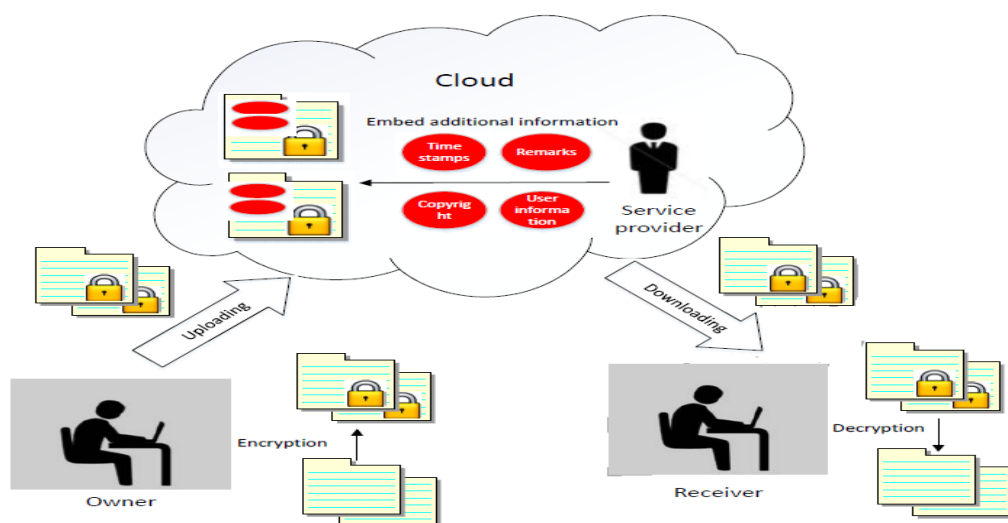 Cloud
Embed additional information
Time
stamps
Remarks
Copyrig
ht
User
informa
tion
Service
provider
Uploading
Downloading
Encryption
Decryption
Owner
Receiver